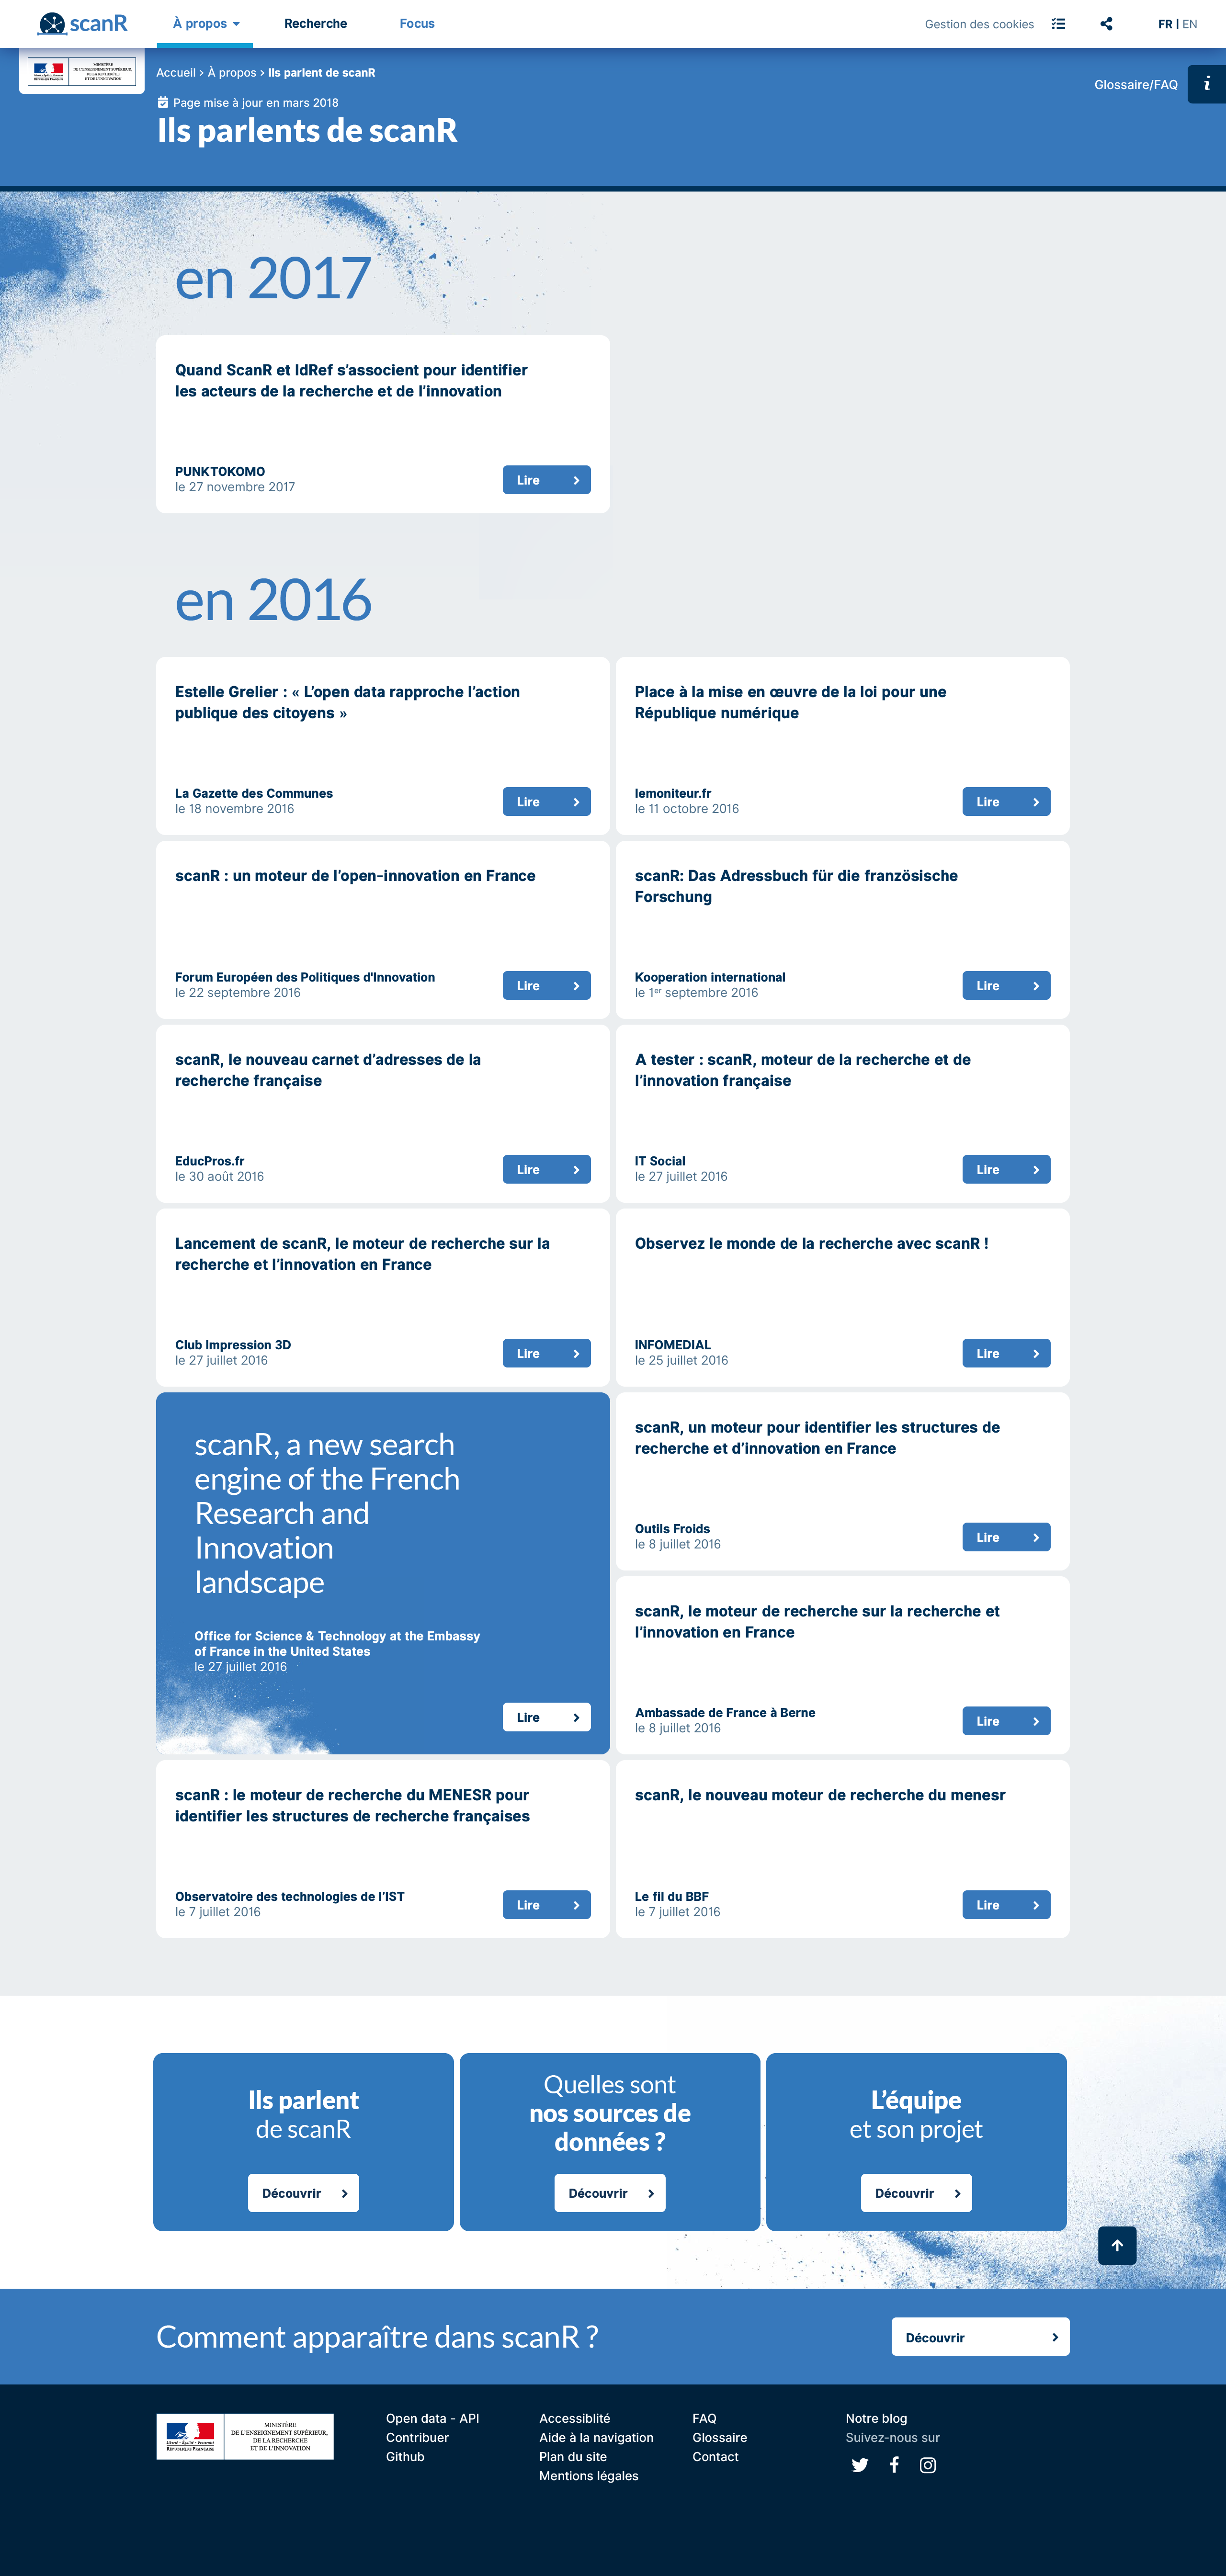 scanR
À propos
Recherche
Focus
Gestion des cookies
FR | EN
MINISTÈRE
DE L'ENSEIGNEMENT SUPÉRIEUR,
DE LA RECHERCHE
ET DE L'INNOVATION
Accueil > À propos > Ils parlent de scanR
Glossaire/FAQ
Page mise à jour en mars 2018
Ils parlents de scanR
en 2017
Quand ScanR et IdRef s’associent pour identifier
les acteurs de la recherche et de l’innovation
PUNKTOKOMO
le 27 novembre 2017
Lire
en 2016
Estelle Grelier : « L’open data rapproche l’action
publique des citoyens »
La Gazette des Communes
le 18 novembre 2016
Lire
Place à la mise en œuvre de la loi pour une
République numérique
lemoniteur.fr
le 11 octobre 2016
Lire
scanR : un moteur de l’open-innovation en France
Forum Européen des Politiques d'Innovation
le 22 septembre 2016
Lire
scanR: Das Adressbuch für die französische
Forschung
Kooperation international
le 1er septembre 2016
Lire
scanR, le nouveau carnet d’adresses de la
recherche française
EducPros.fr
le 30 août 2016
Lire
A tester : scanR, moteur de la recherche et de
l’innovation française
IT Social
le 27 juillet 2016
Lire
Lancement de scanR, le moteur de recherche sur la
recherche et l’innovation en France
Club Impression 3D
le 27 juillet 2016
Lire
Observez le monde de la recherche avec scanR !
INFOMEDIAL
le 25 juillet 2016
Lire
scanR, a new search
engine of the French
Research and
Innovation
landscape
Office for Science & Technology at the Embassy
of France in the United States
le 27 juillet 2016
Lire
scanR, un moteur pour identifier les structures de
recherche et d’innovation en France
Outils Froids
le 8 juillet 2016
Lire
scanR, le moteur de recherche sur la recherche et
l’innovation en France
Ambassade de France à Berne
le 8 juillet 2016
Lire
scanR : le moteur de recherche du MENESR pour
identifier les structures de recherche françaises
Observatoire des technologies de l’IST
le 7 juillet 2016
Lire
scanR, le nouveau moteur de recherche du menesr
Le fil du BBF
le 7 juillet 2016
Lire
Ils parlent
de scanR
Découvrir
Quelles sont
nos sources de
données ?
Découvrir
L’équipe
et son projet
Découvrir
Comment apparaître dans scanR ?
Découvrir
Liberté • Égalité • Fraternité
RÉPUBLIQUE FRANÇAISE
MINISTÈRE
DE L'ENSEIGNEMENT SUPÉRIEUR,
DE LA RECHERCHE
ET DE L'INNOVATION
Open data - API
Contribuer
Github
Accessiblité
Aide à la navigation
Plan du site
Mentions légales
FAQ
Glossaire
Contact
Notre blog
Suivez-nous sur